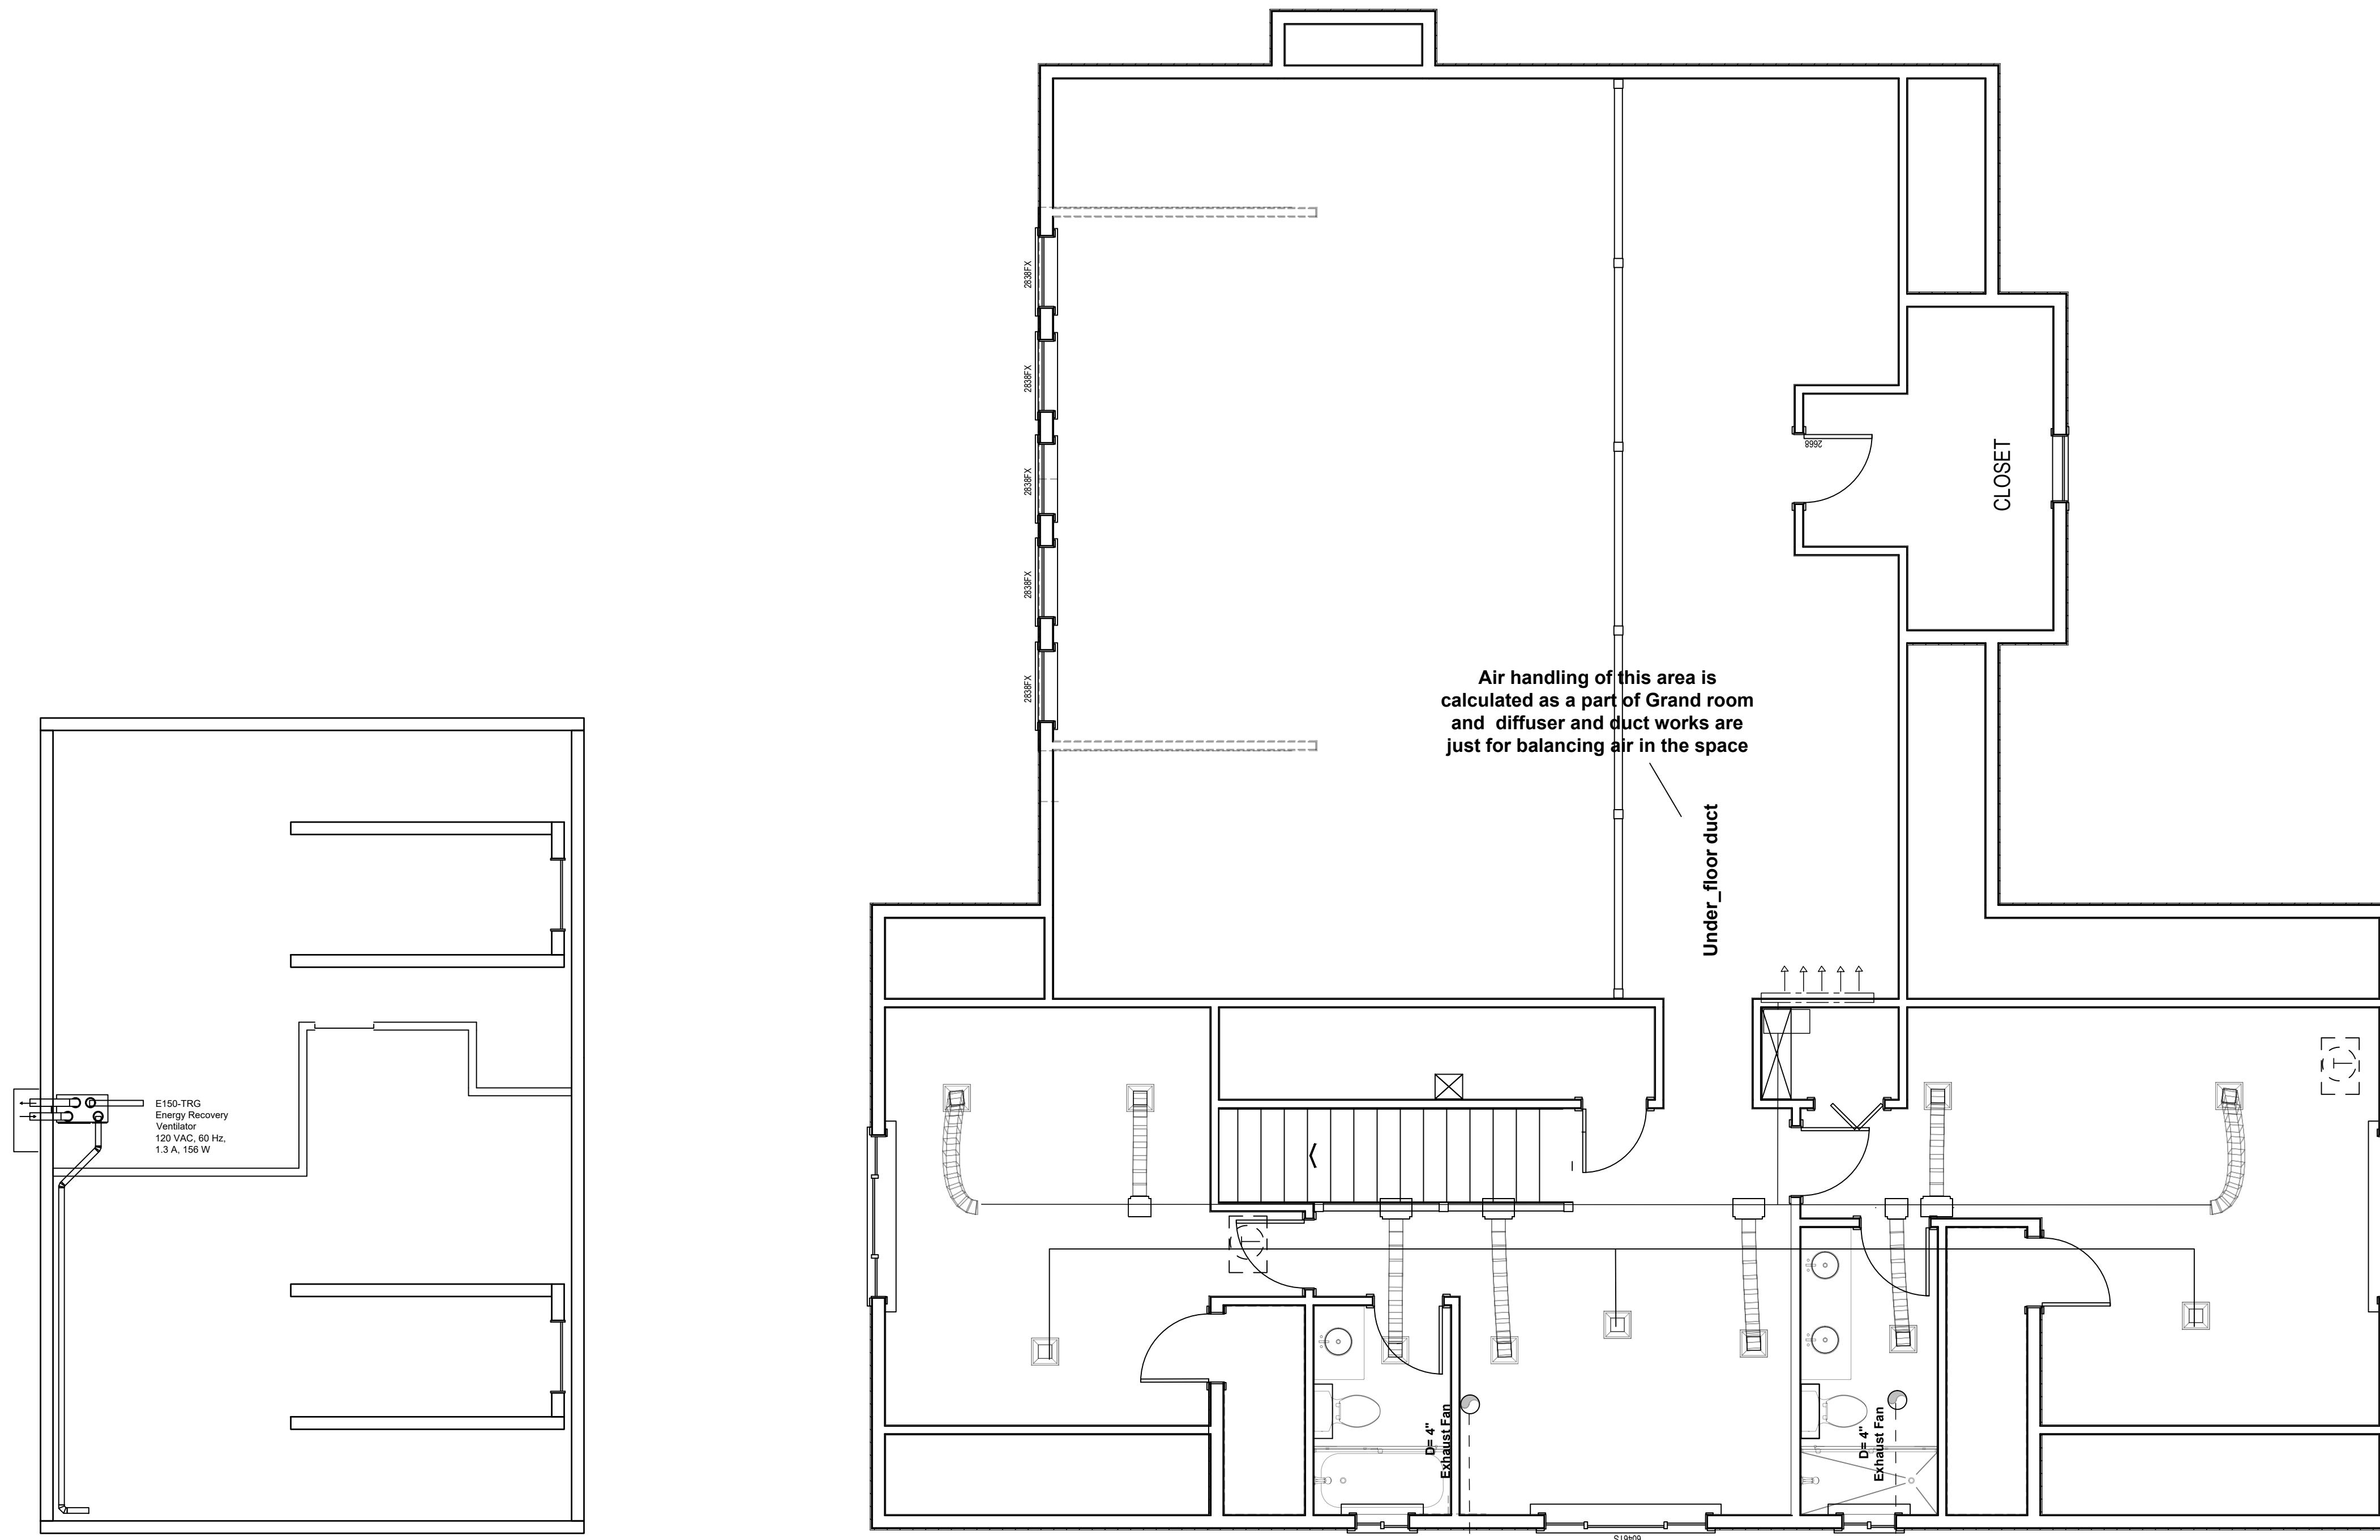 2838FX
2838FX
2838FX
2838FX
2838FX
2668
CLOSET
Air handling of this area is
calculated as a part of Grand room
and diffuser and duct works are
just for balancing air in the space
Under_floor duct
E150-TRG
Energy Recovery
Ventilator
120 VAC, 60 Hz,
1.3 A, 156 W
D= 4"
Exhaust Fan
D= 4"
Exhaust Fan
6046TS